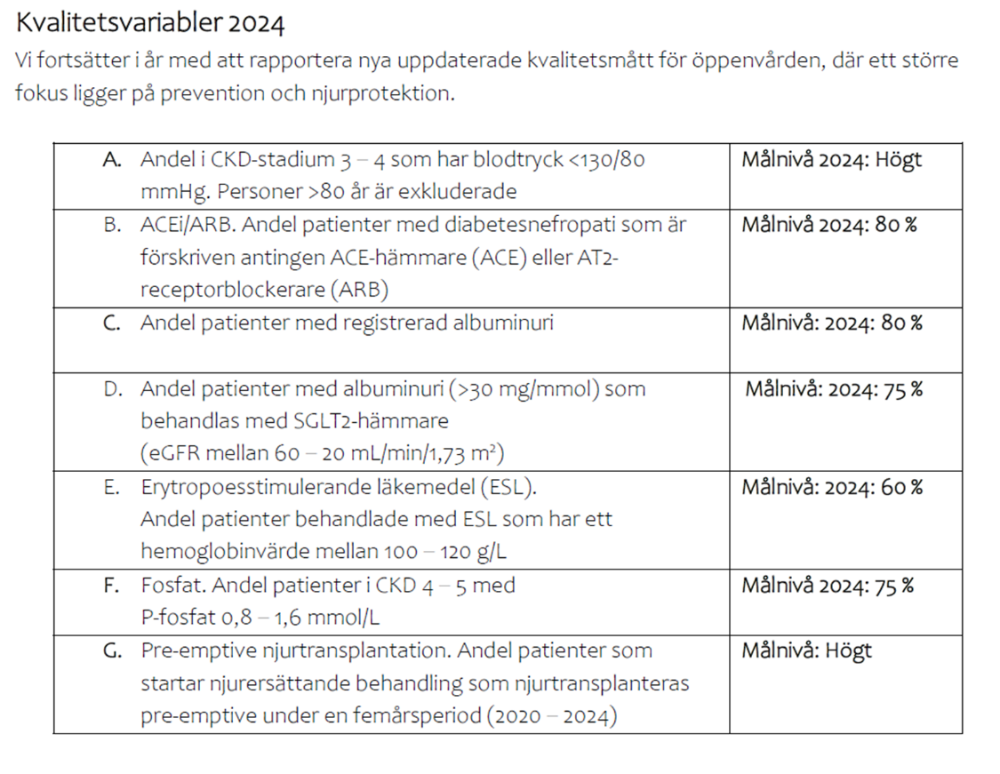 Kvalitetsvariabler 2024
Vi fortsätter i år med att rapportera nya uppdaterade kvalitetsmått för öppenvården, där ett större
fokus ligger på prevention och njurprotektion.
A. Andel i CKD-stadium 3 – 4 som har blodtryck <130/80
mmHg. Personer >80 år är exkluderade
Målnivå 2024: Högt
B. ACEi/ARB. Andel patienter med diabetesnefropati som är
förskriven antingen ACE-hämmare (ACE) eller AT2-
receptorblockerare (ARB)
Målnivå 2024: 80 %
C. Andel patienter med registrerad albuminuri
Målnivå: 2024: 80 %
D. Andel patienter med albuminuri (>30 mg/mmol) som
behandlas med SGLT2-hämmare
(eGFR mellan 60 – 20 mL/min/1,73 m²)
Målnivå: 2024: 75 %
E. Erytropoesstimulerande läkemedel (ESL).
Andel patienter behandlade med ESL som har ett
hemoglobinvärde mellan 100 – 120 g/L
Målnivå: 2024: 60 %
F. Fosfat. Andel patienter i CKD 4 – 5 med
P-fosfat 0,8 – 1,6 mmol/L
Målnivå 2024: 75 %
G. Pre-emptive njurtransplantation. Andel patienter som
startar njurersättande behandling som njurtransplanteras
pre-emptive under en femårsperiod (2020 – 2024)
Målnivå: Högt